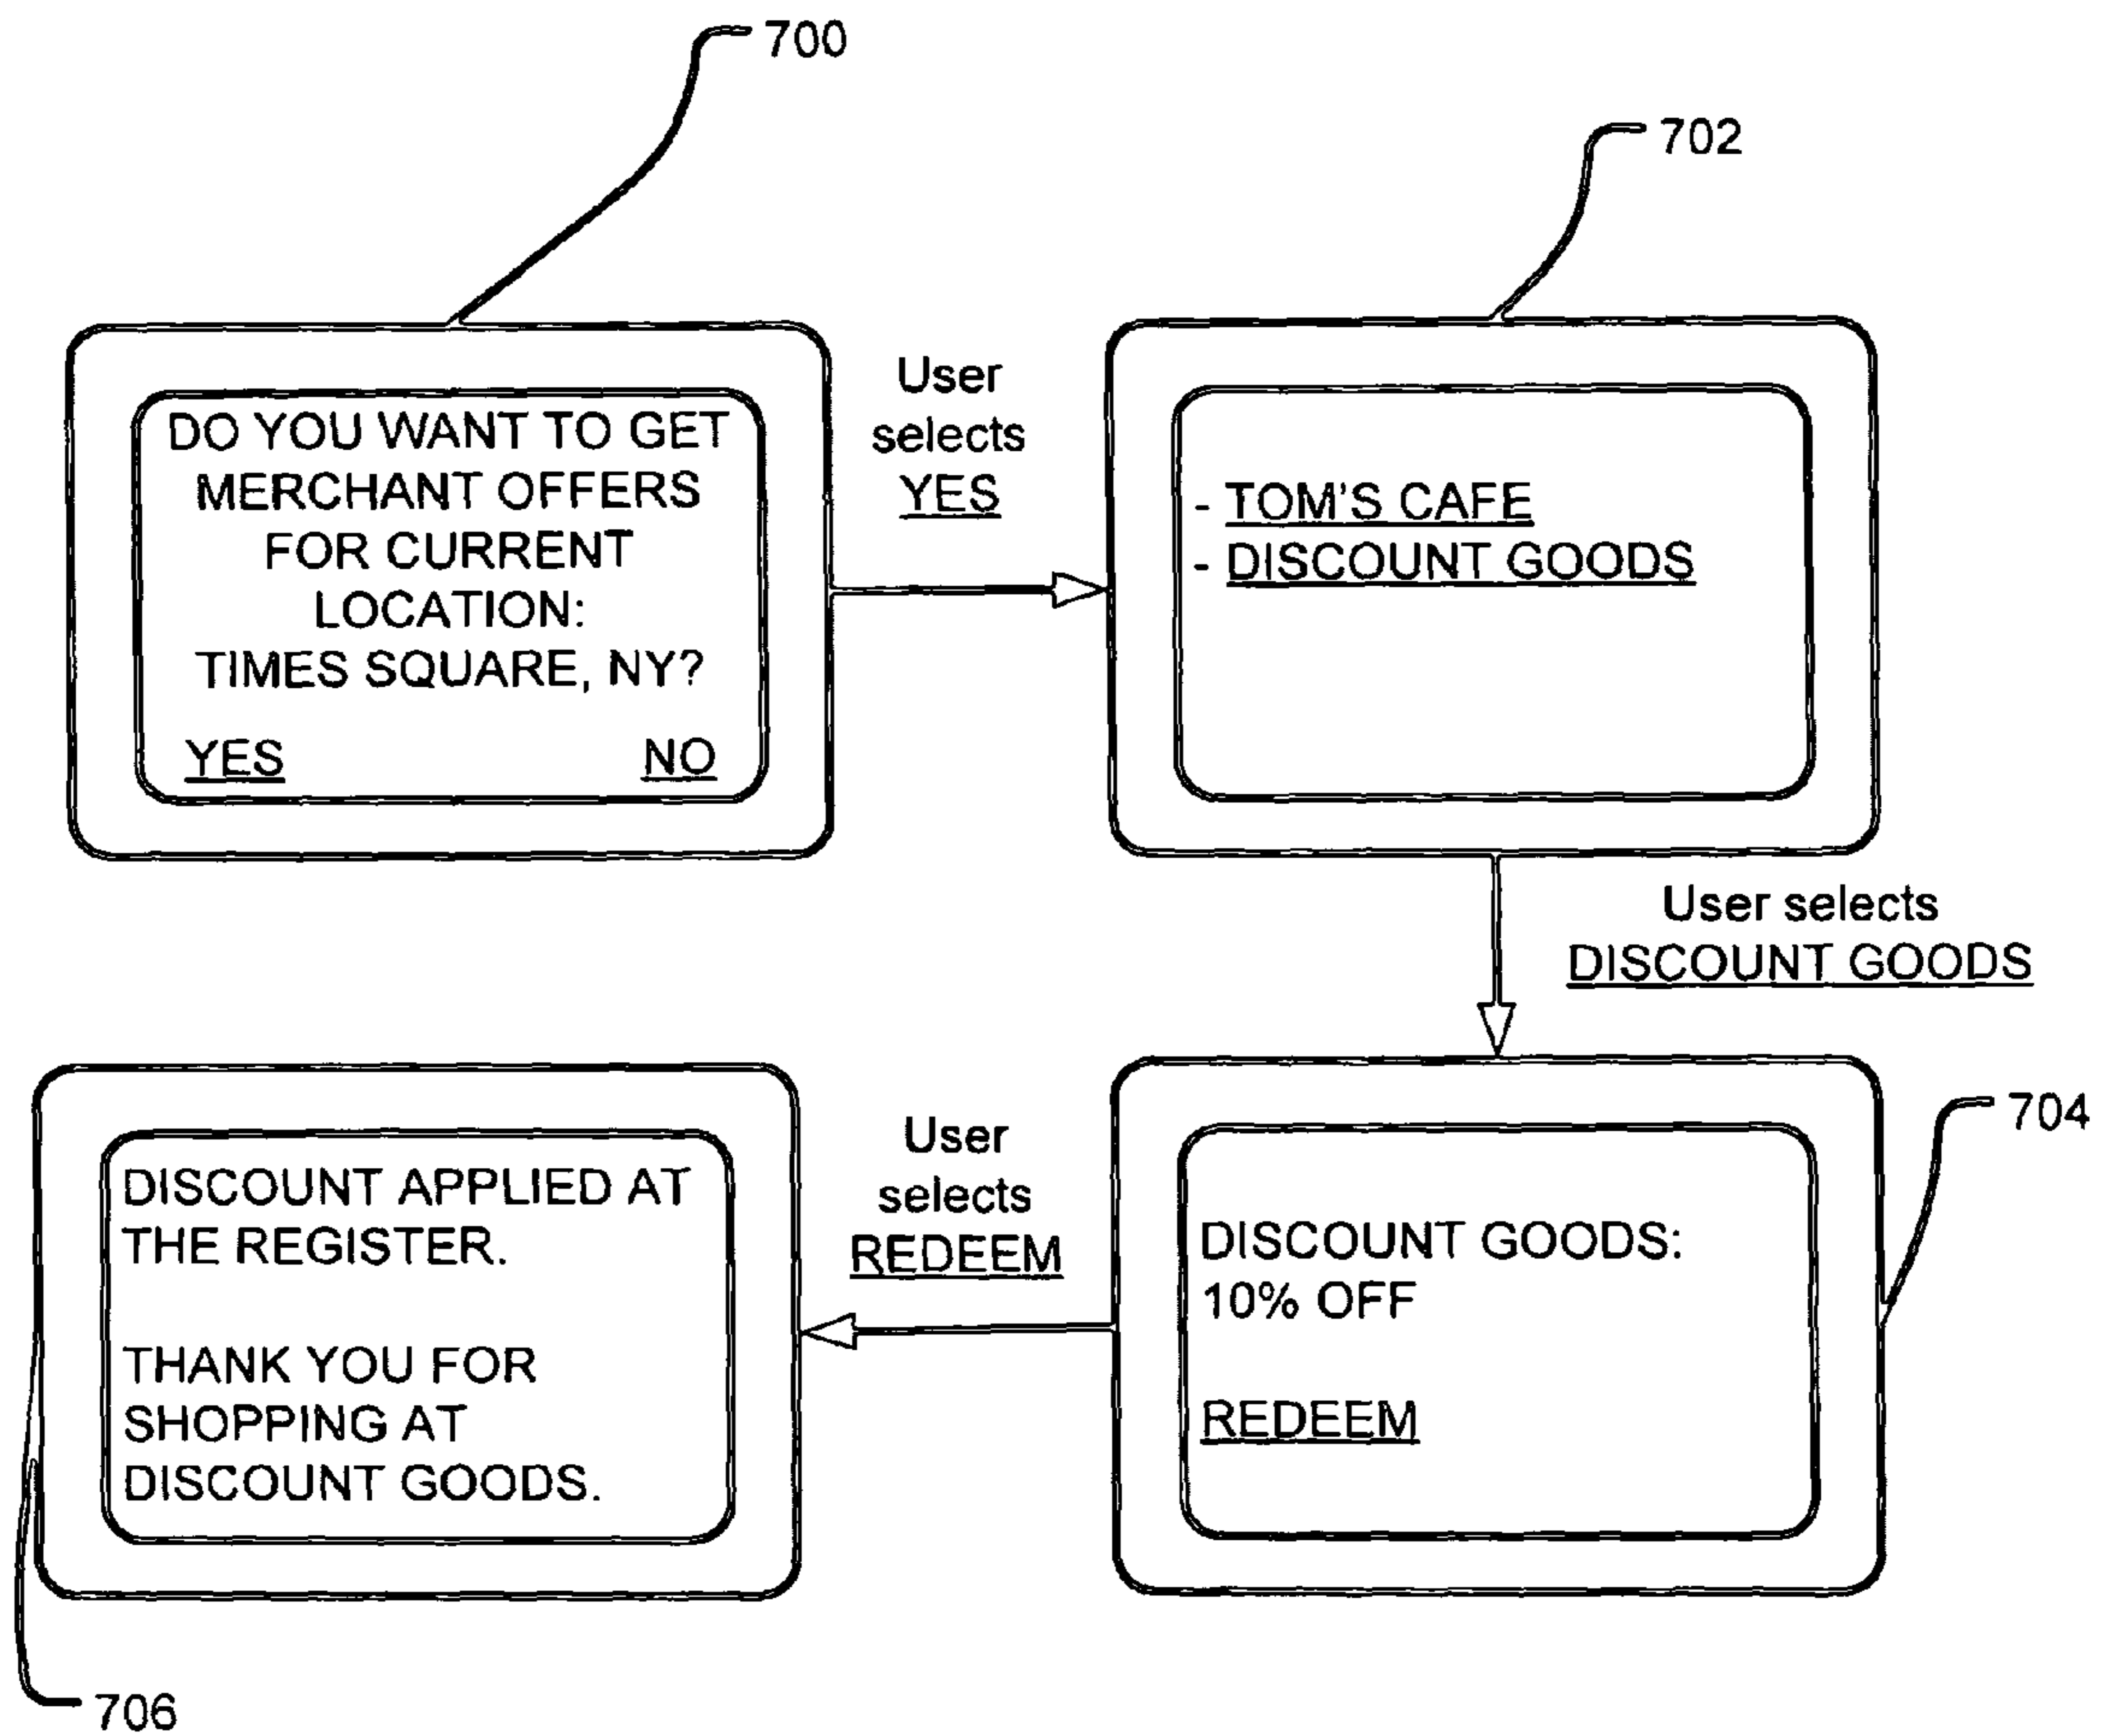 700
702
DO YOU WANT TO GET
MERCHANT OFFERS
FOR CURRENT
LOCATION:
TIMES SQUARE, NY?
YES NO
User
selects
YES
- TOM'S CAFE
- DISCOUNT GOODS
User selects
DISCOUNT GOODS
704
DISCOUNT GOODS:
10% OFF
REDEEM
User
selects
REDEEM
DISCOUNT APPLIED AT
THE REGISTER.
THANK YOU FOR
SHOPPING AT
DISCOUNT GOODS.
706